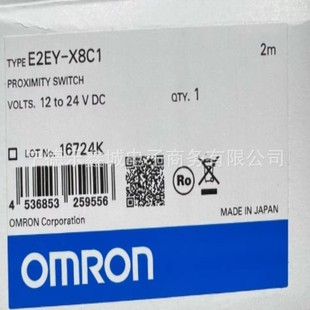 TYPE E2EY-X8C1
2m
PROXIMITY SWITCH
VOLTS. 12 to 24 V DC
QTY. 1
LOT No. 16724K
4 536853 259556
Ro
OMRON Corporation
MADE IN JAPAN
OMRON